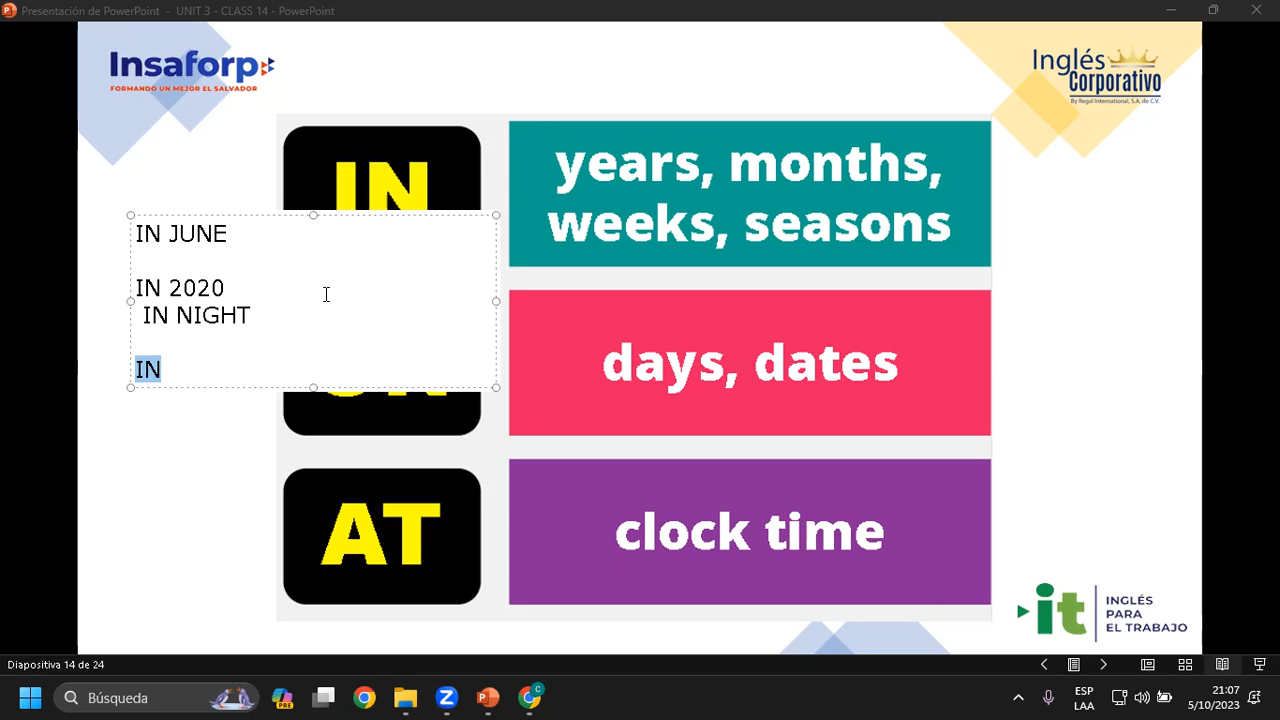 Presentación de PowerPoint - UNIT 3 - CLASS 14 - PowerPoint
Insaforp
FORMANDO UN MEJOR EL SALVADOR
Inglés
Corporativo
By Regal International, S.A. de C.V.
IN
years, months,
weeks, seasons
IN JUNE
IN 2020
IN NIGHT
IN
days, dates
AT
clock time
it
INGLÉS
PARA
EL TRABAJO
Diapositiva 14 de 24
Búsqueda
PRE
C
ESP
LAA
21:07
5/10/2023